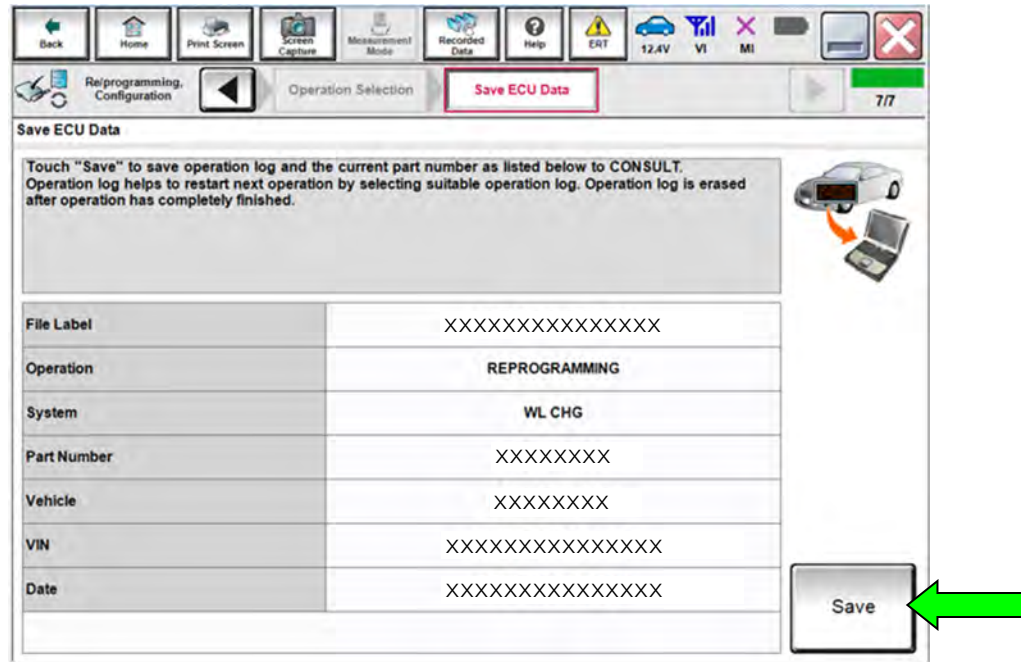 Back
Home
Print Screen
Screen Capture
Measurement Mode
Recorded Data
Help
ERT
12.4V
VI
MI
Re/programming, Configuration
Operation Selection
Save ECU Data
7/7
Save ECU Data
Touch "Save" to save operation log and the current part number as listed below to CONSULT.
Operation log helps to restart next operation by selecting suitable operation log. Operation log is erased
after operation has completely finished.
File Label XXXXXXXXXXXXXXX
Operation REPROGRAMMING
System WL CHG
Part Number XXXXXXXX
Vehicle XXXXXXXX
VIN XXXXXXXXXXXXXXX
Date XXXXXXXXXXXXXXX
Save